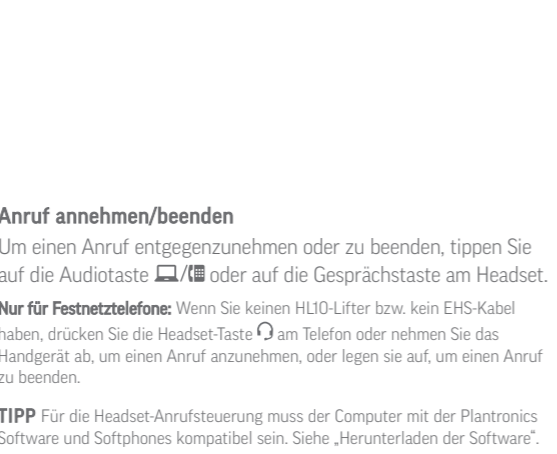 Anruf annehmen/beenden
Um einen Anruf entgegenzunehmen oder zu beenden, tippen Sie
auf die Audiotaste / oder auf die Gesprächstaste am Headset.
Nur für Festnetztelefone: Wenn Sie keinen HL10-Lifter bzw. kein EHS-Kabel
haben, drücken Sie die Headset-Taste am Telefon oder nehmen Sie das
Handgerät ab, um einen Anruf anzunehmen, oder legen sie auf, um einen Anruf
zu beenden.
TIPP Für die Headset-Anrufsteuerung muss der Computer mit der Plantronics
Software und Softphones kompatibel sein. Siehe „Herunterladen der Software“.